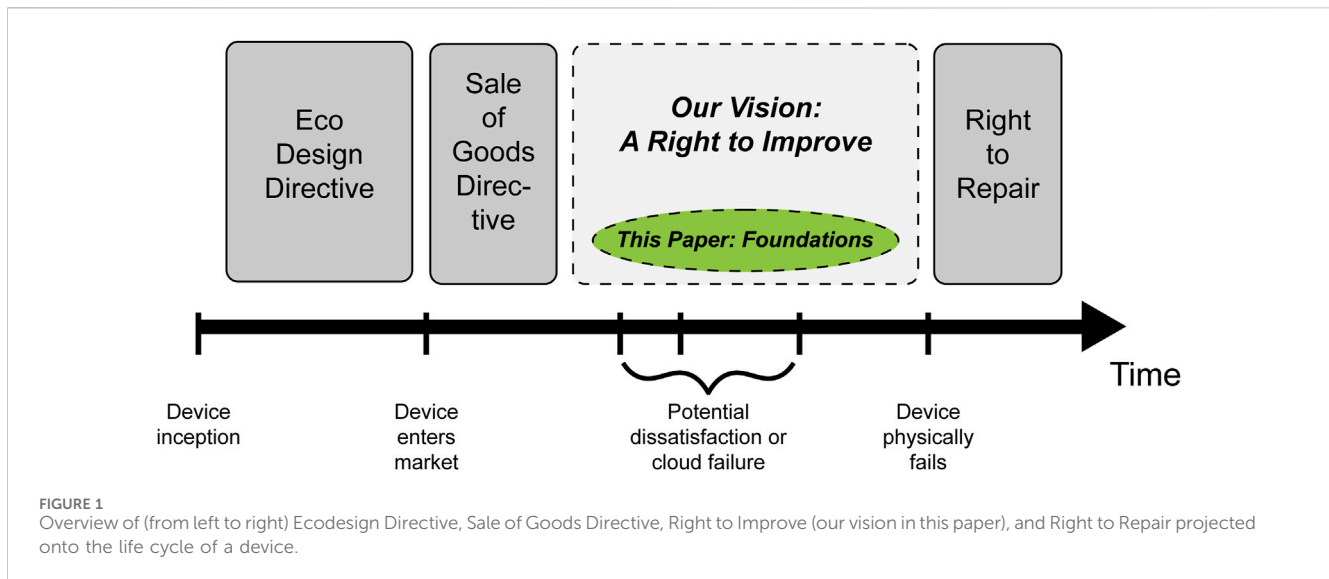 Eco
Design
Directive
Sale
of
Goods
Direc-
tive
Our Vision:
A Right to Improve
This Paper: Foundations
Right
to
Repair
Time
Device
inception
Device
enters
market
Potential
dissatisfaction or
cloud failure
Device
physically
fails
FIGURE 1
Overview of (from left to right) Ecodesign Directive, Sale of Goods Directive, Right to Improve (our vision in this paper), and Right to Repair projected
onto the life cycle of a device.